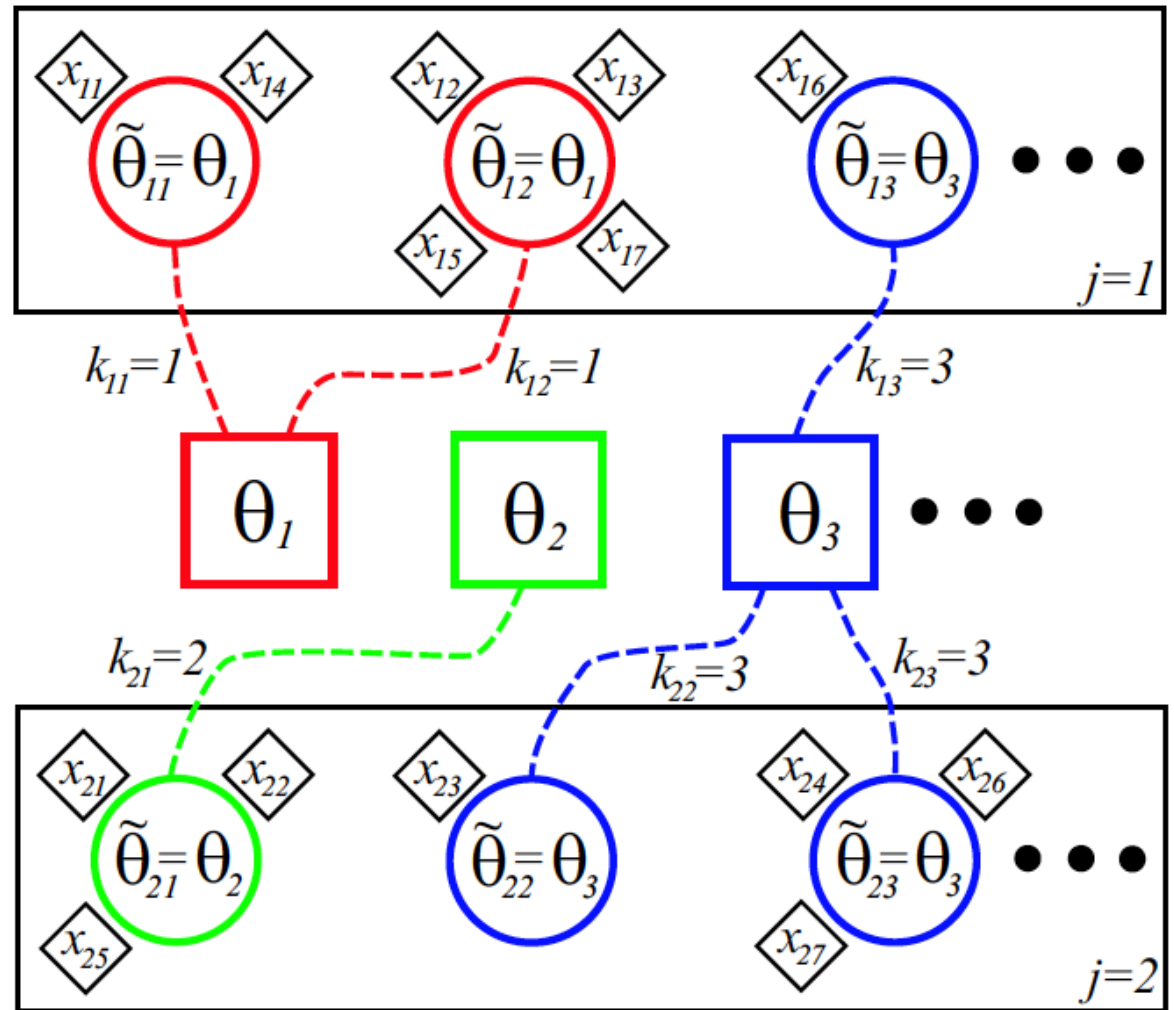 x₁₁ x₁₄ x₁₂ x₁₃ x₁₆
θ̃₁₁=θ₁ θ̃₁₂=θ₁ θ̃₁₃=θ₃
x₁₅ x₁₇
j=1
k₁₁=1 k₁₂=1 k₁₃=3
θ₁ θ₂ θ₃
k₂₁=2 k₂₂=3 k₂₃=3
x₂₁ x₂₂ x₂₃ x₂₄ x₂₆
θ̃₂₁=θ₂ θ̃₂₂=θ₃ θ̃₂₃=θ₃
x₂₅ x₂₇
j=2